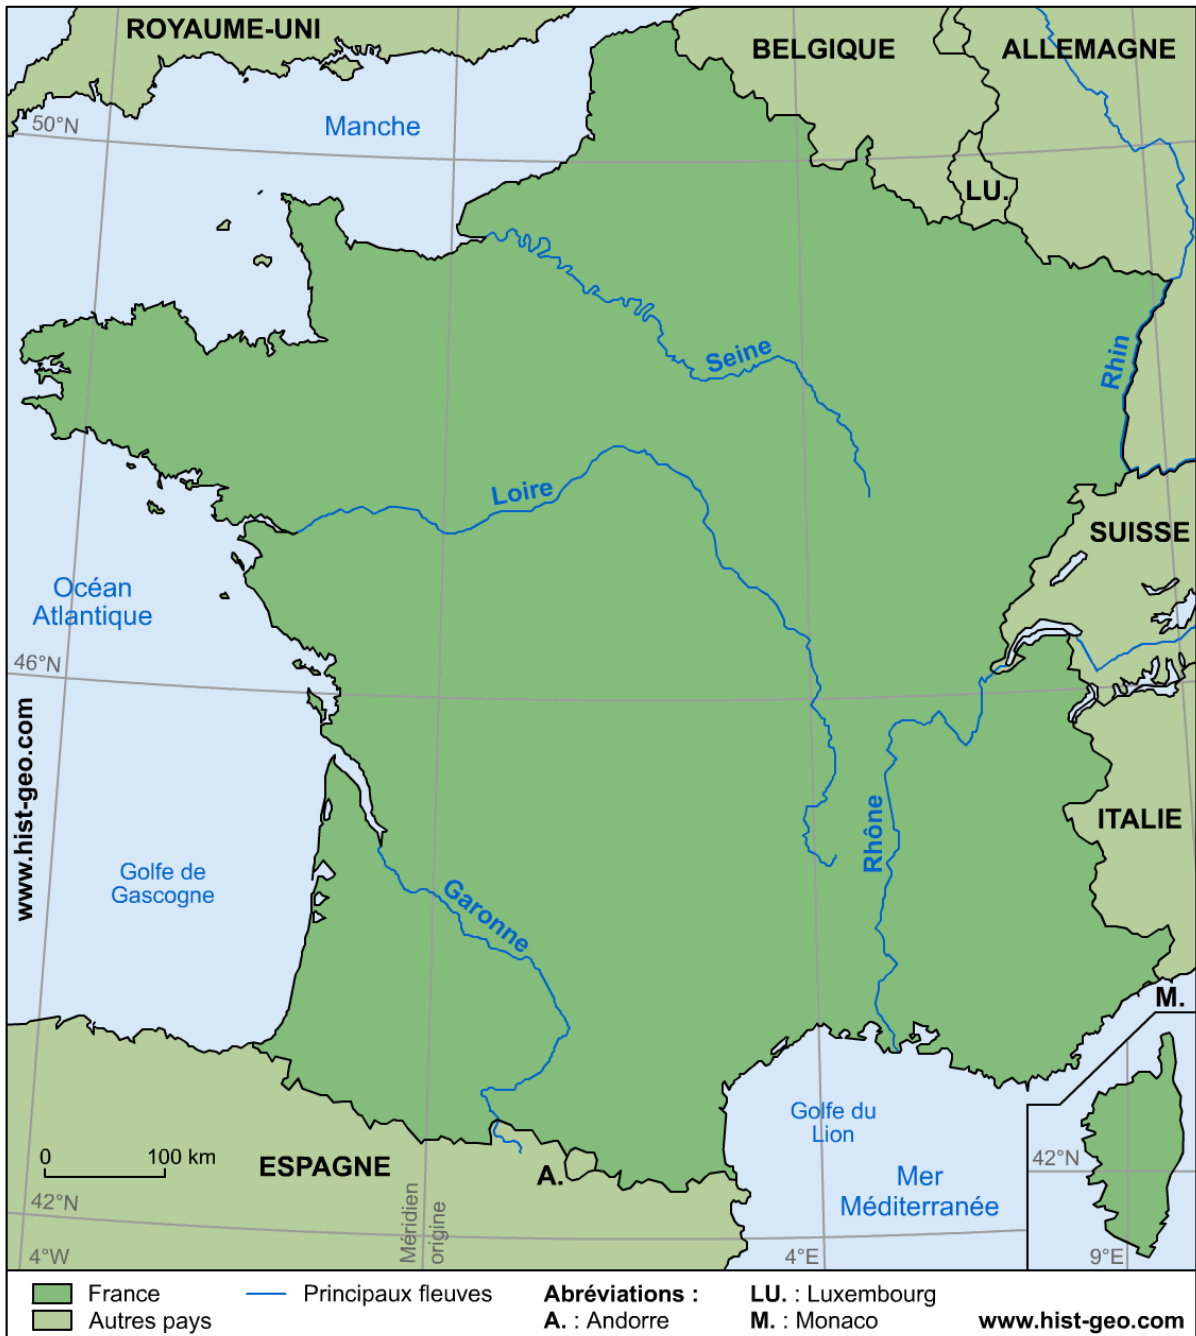 ROYAUME-UNI
BELGIQUE
ALLEMAGNE
50°N
Manche
LU.
Seine
Rhin
Loire
SUISSE
Océan
Atlantique
46°N
www.hist-geo.com
Rhône
ITALIE
Golfe de
Gascogne
Garonne
M.
Golfe du
Lion
0 100 km
ESPAGNE
A.
42°N
Mer
Méditerranée
42°N
Méridien
origine
4°W
4°E
9°E
France
Principaux fleuves
Abréviations :
LU. : Luxembourg
Autres pays
A. : Andorre
M. : Monaco
www.hist-geo.com